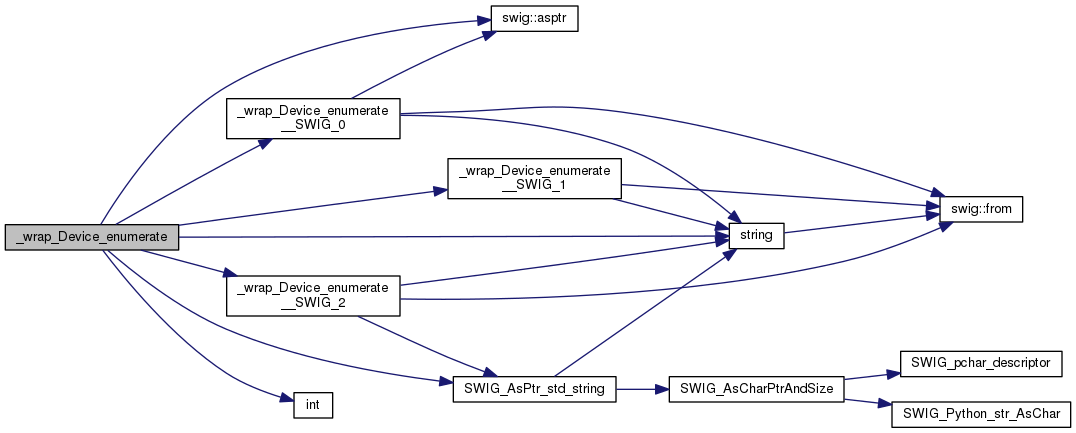 swig::asptr
_wrap_Device_enumerate
__SWIG_0
_wrap_Device_enumerate
__SWIG_1
swig::from
_wrap_Device_enumerate
string
_wrap_Device_enumerate
__SWIG_2
SWIG_pchar_descriptor
SWIG_AsPtr_std_string
SWIG_AsCharPtrAndSize
int
SWIG_Python_str_AsChar